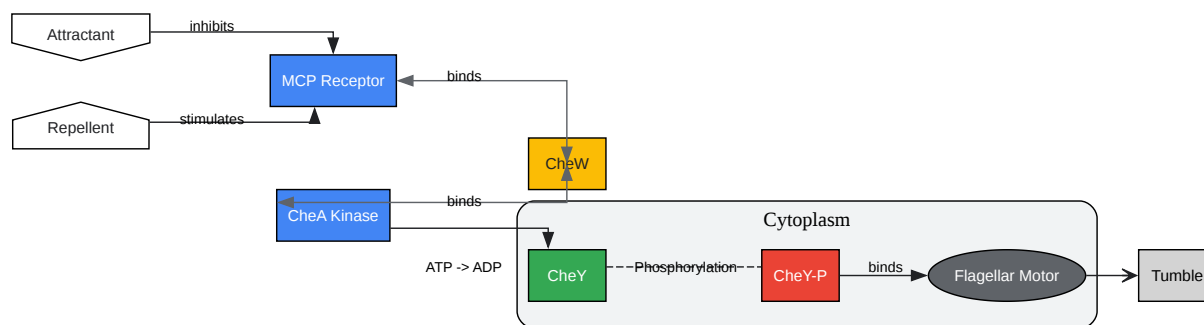 Attractant
inhibits
MCP Receptor
binds
Repellent
stimulates
CheW
CheA Kinase
binds
Cytoplasm
ATP -> ADP
CheY
Phosphorylation
CheY-P
binds
Flagellar Motor
Tumble